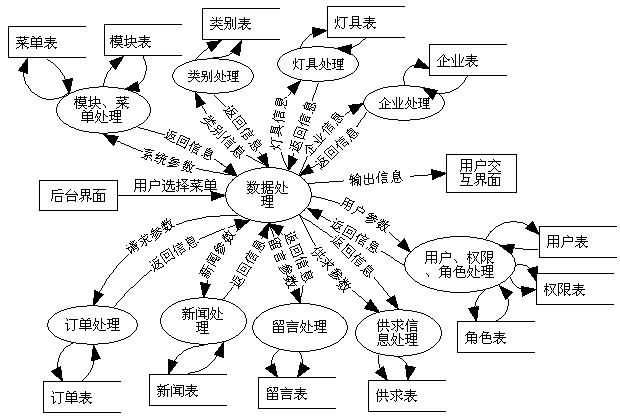 类别表
灯具表
菜单表
模块表
企业表
类别处理
灯具处理
模块、菜
单处理
企业处理
返回信息
系统参数
返回信息
类别信息
灯具信息
返回信息
企业信息
返回信息
后台界面
用户选择菜单
数据处
理
输出信息
用户交
互界面
请求参数
返回信息
新闻参数
返回信息
返回信息
留言参数
供求参数
返回信息
用户参数
返回信息
用户、权限
、角色处理
用户表
权限表
角色表
订单处理
新闻处
理
留言处理
供求信
息处理
订单表
新闻表
留言表
供求表